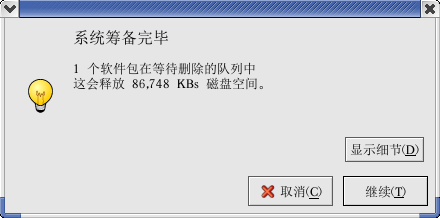 系统筹备完毕
1 个软件包在等待删除的队列中
这会释放 86,748 KBs 磁盘空间。
显示细节(D)
取消(C)
继续(T)